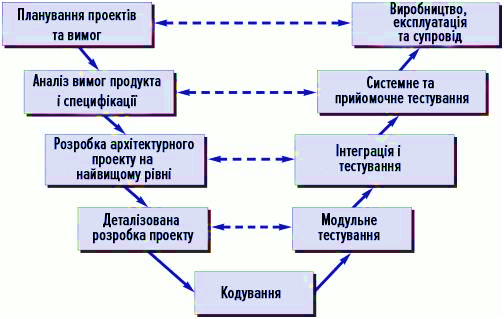 Планування проектів
та вимог
Виробництво,
експлуатація
та супровід
Аналіз вимог продукта
і специфікації
Системне та
прийомочне тестування
Розробка архітектурного
проекту на
найвищому рівні
Інтеграція і
тестування
Деталізована
розробка проекту
Модульне
тестування
Кодування